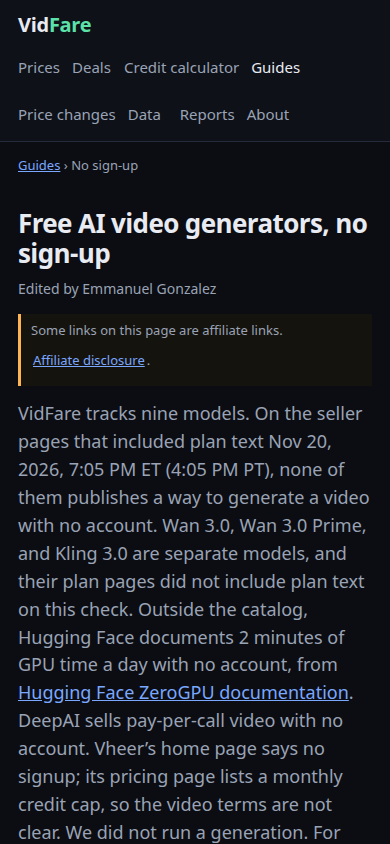 VidFare
Prices Deals Credit calculator Guides
Price changes Data Reports About
Guides › No sign-up
Free AI video generators, no
sign-up
Edited by Emmanuel Gonzalez
Some links on this page are affiliate links.
Affiliate disclosure.
VidFare tracks nine models. On the seller
pages that included plan text Nov 20,
2026, 7:05 PM ET (4:05 PM PT), none of
them publishes a way to generate a video
with no account. Wan 3.0, Wan 3.0 Prime,
and Kling 3.0 are separate models, and
their plan pages did not include plan text
on this check. Outside the catalog,
Hugging Face documents 2 minutes of
GPU time a day with no account, from
Hugging Face ZeroGPU documentation.
DeepAI sells pay-per-call video with no
account. Vheer’s home page says no
signup; its pricing page lists a monthly
credit cap, so the video terms are not
clear. We did not run a generation. For